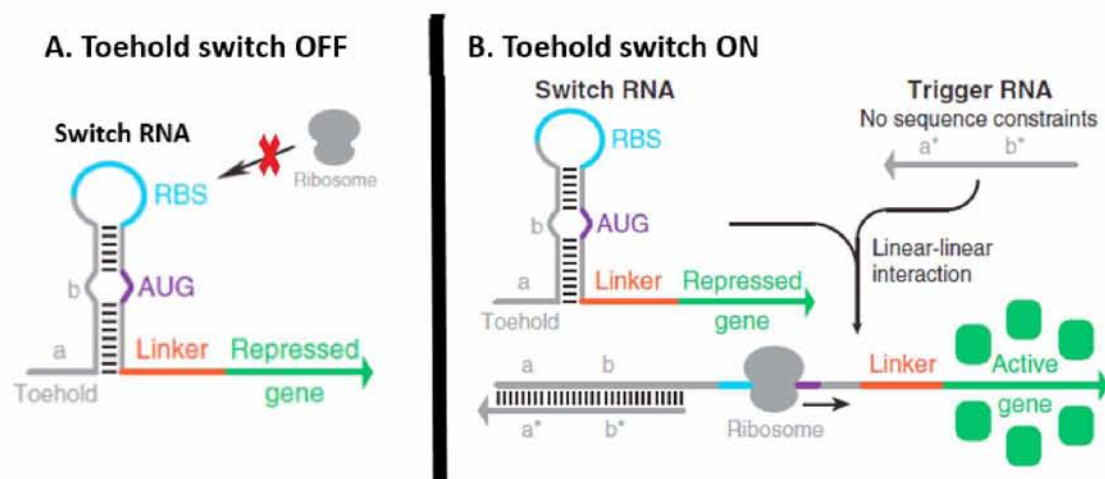 A. Toehold switch OFF
Switch RNA
RBS
Ribosome
b
AUG
a
Linker
Repressed
Toehold
gene
B. Toehold switch ON
Switch RNA
Trigger RNA
No sequence constraints
RBS
a* b*
b
AUG
Linear-linear
interaction
a
Linker
Repressed
Toehold
gene
a b
Linker
Active
gene
a* b*
Ribosome